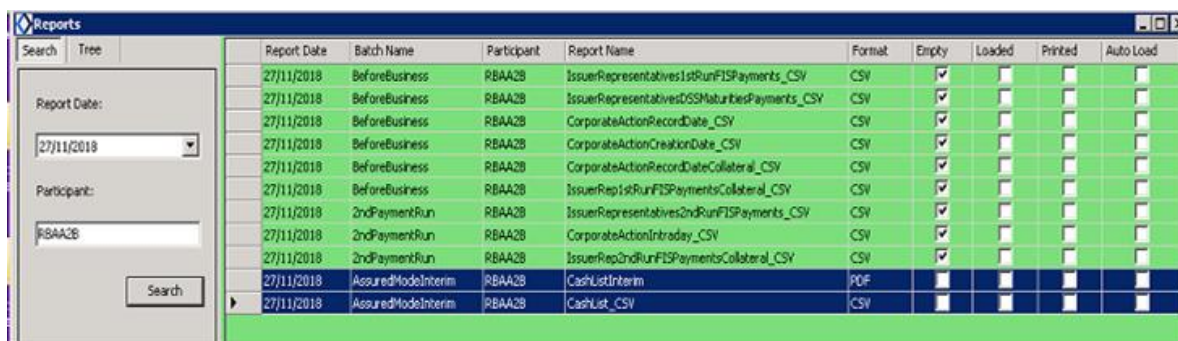 Reports
Search Tree
Report Date:
27/11/2018
Participant:
RBAA2B
Search
Report Date Batch Name Participant Report Name Format Empty Loaded Printed Auto Load
27/11/2018 BeforeBusiness RBAA2B IssuerRepresentatives1stRunFISPayments_CSV CSV
27/11/2018 BeforeBusiness RBAA2B IssuerRepresentativesDSSMaturitiesPayments_CSV CSV
27/11/2018 BeforeBusiness RBAA2B CorporateActionRecordDate_CSV CSV
27/11/2018 BeforeBusiness RBAA2B CorporateActionCreationDate_CSV CSV
27/11/2018 BeforeBusiness RBAA2B CorporateActionRecordDateCollateral_CSV CSV
27/11/2018 BeforeBusiness RBAA2B IssuerRep1stRunFISPaymentsCollateral_CSV CSV
27/11/2018 2ndPaymentRun RBAA2B IssuerRepresentatives2ndRunFISPayments_CSV CSV
27/11/2018 2ndPaymentRun RBAA2B CorporateActionIntraday_CSV CSV
27/11/2018 2ndPaymentRun RBAA2B IssuerRep2ndRunFISPaymentsCollateral_CSV CSV
27/11/2018 AssuredModeInterim RBAA2B CashListInterim PDF
27/11/2018 AssuredModeInterim RBAA2B CashList_CSV CSV